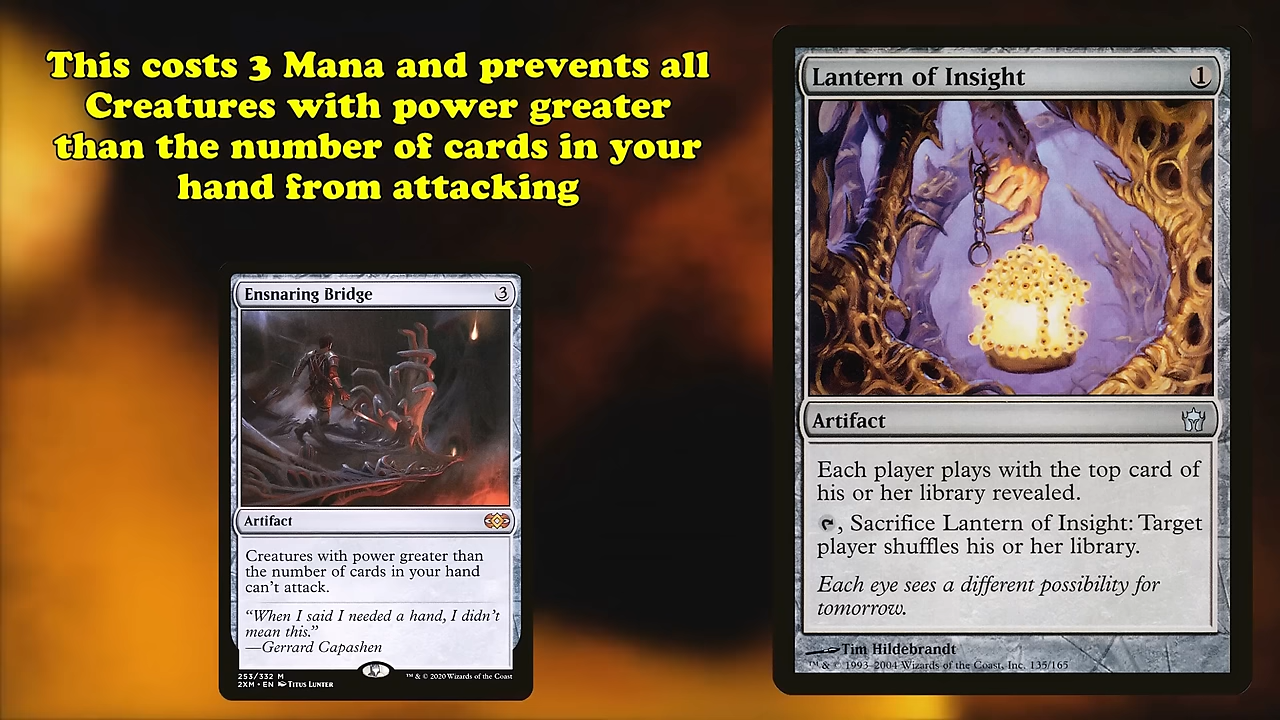 This costs 3 Mana and prevents all
Creatures with power greater
than the number of cards in your
hand from attacking
Ensnaring Bridge
3
Artifact
Creatures with power greater than
the number of cards in your hand
can't attack.
"When I said I needed a hand, I didn't
mean this."
—Gerrard Capashen
253/332 M
2XM • EN Titus Lunter
™ & © 2020 Wizards of the Coast
Lantern of Insight
1
Artifact
Each player plays with the top card of
his or her library revealed.
, Sacrifice Lantern of Insight: Target
player shuffles his or her library.
Each eye sees a different possibility for
tomorrow.
Tim Hildebrandt
™ & © 1993-2004 Wizards of the Coast, Inc. 135/165